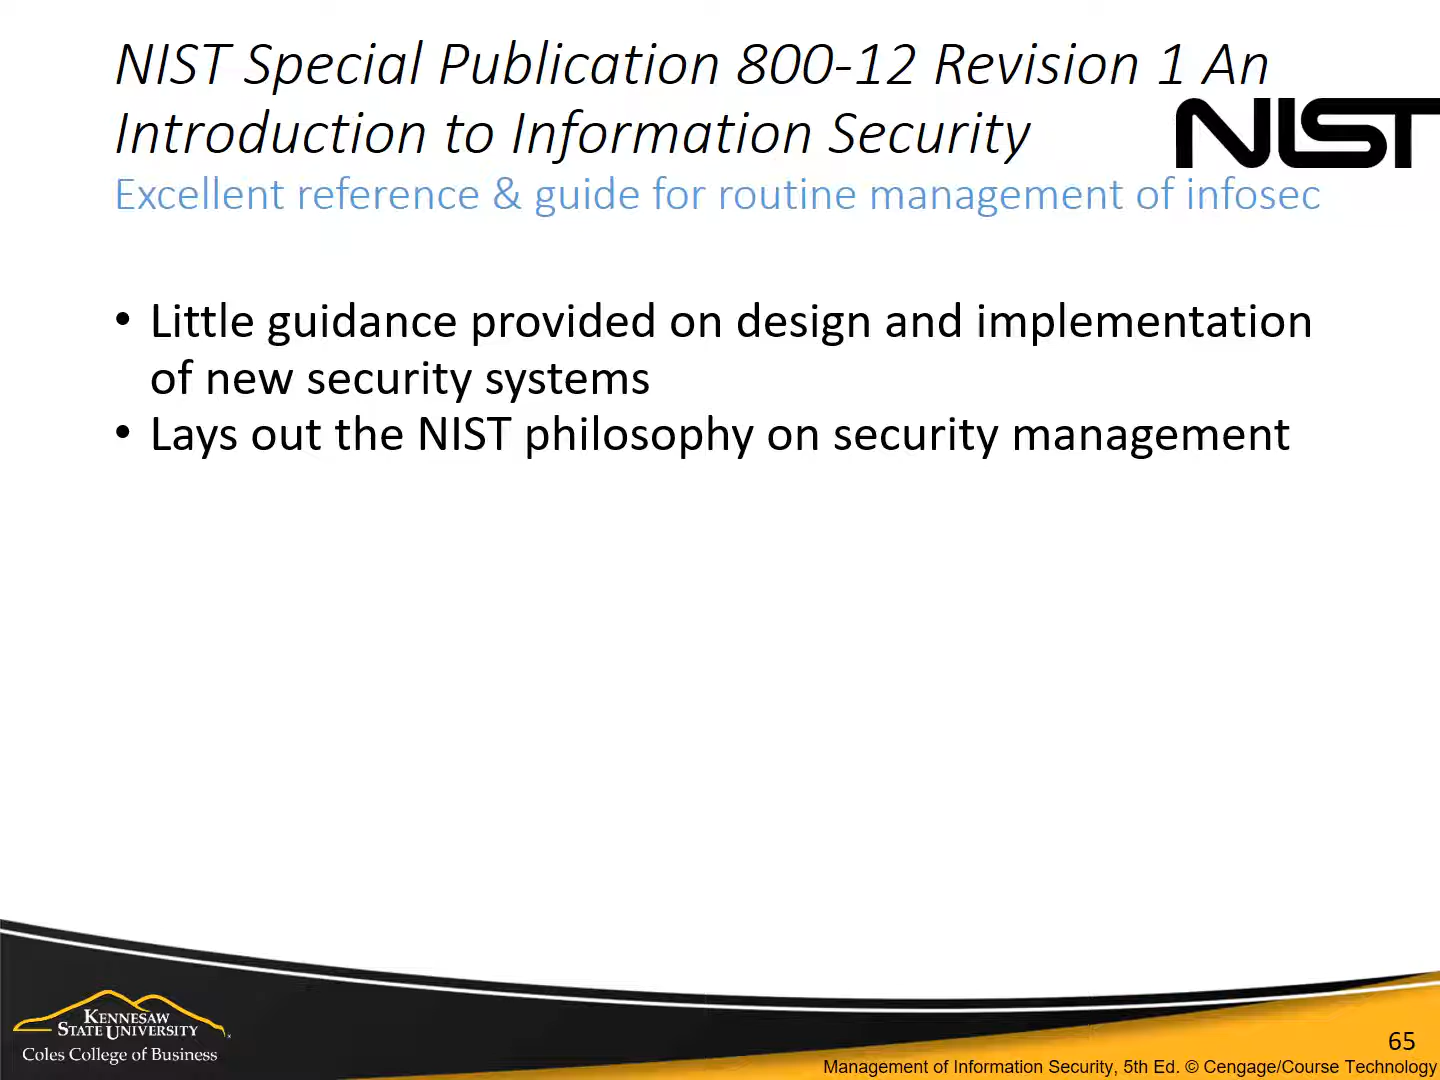 NIST Special Publication 800-12 Revision 1 An
Introduction to Information Security
NIST
Excellent reference & guide for routine management of infosec
• Little guidance provided on design and implementation
of new security systems
• Lays out the NIST philosophy on security management
KENNESAW
STATE UNIVERSITY
Coles College of Business
65
Management of Information Security, 5th Ed. © Cengage/Course Technology